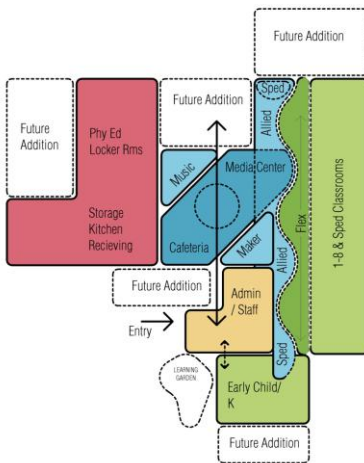 Future Addition
Future
Addition
Phy Ed
Locker Rms
Storage
Kitchen
Recieving
Future Addition
Music
Media Center
Cafeteria
Maker
Sped
Allied
Flex
1-8 & Sped Classrooms
Future Addition
Admin
/ Staff
Entry
Allied
Sped
LEARNING
GARDEN
Early Child/
K
Future Addition